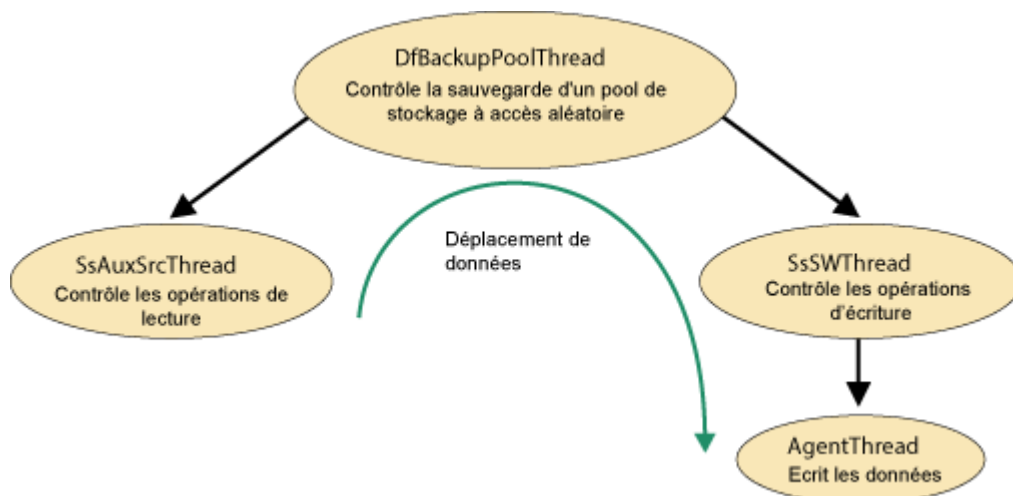 DfBackupPoolThread
Contrôle la sauvegarde d'un pool de
stockage à accès aléatoire
Déplacement de
données
SsAuxSrcThread
Contrôle les opérations de
lecture
SsSWThread
Contrôle les opérations
d'écriture
AgentThread
Ecrit les données